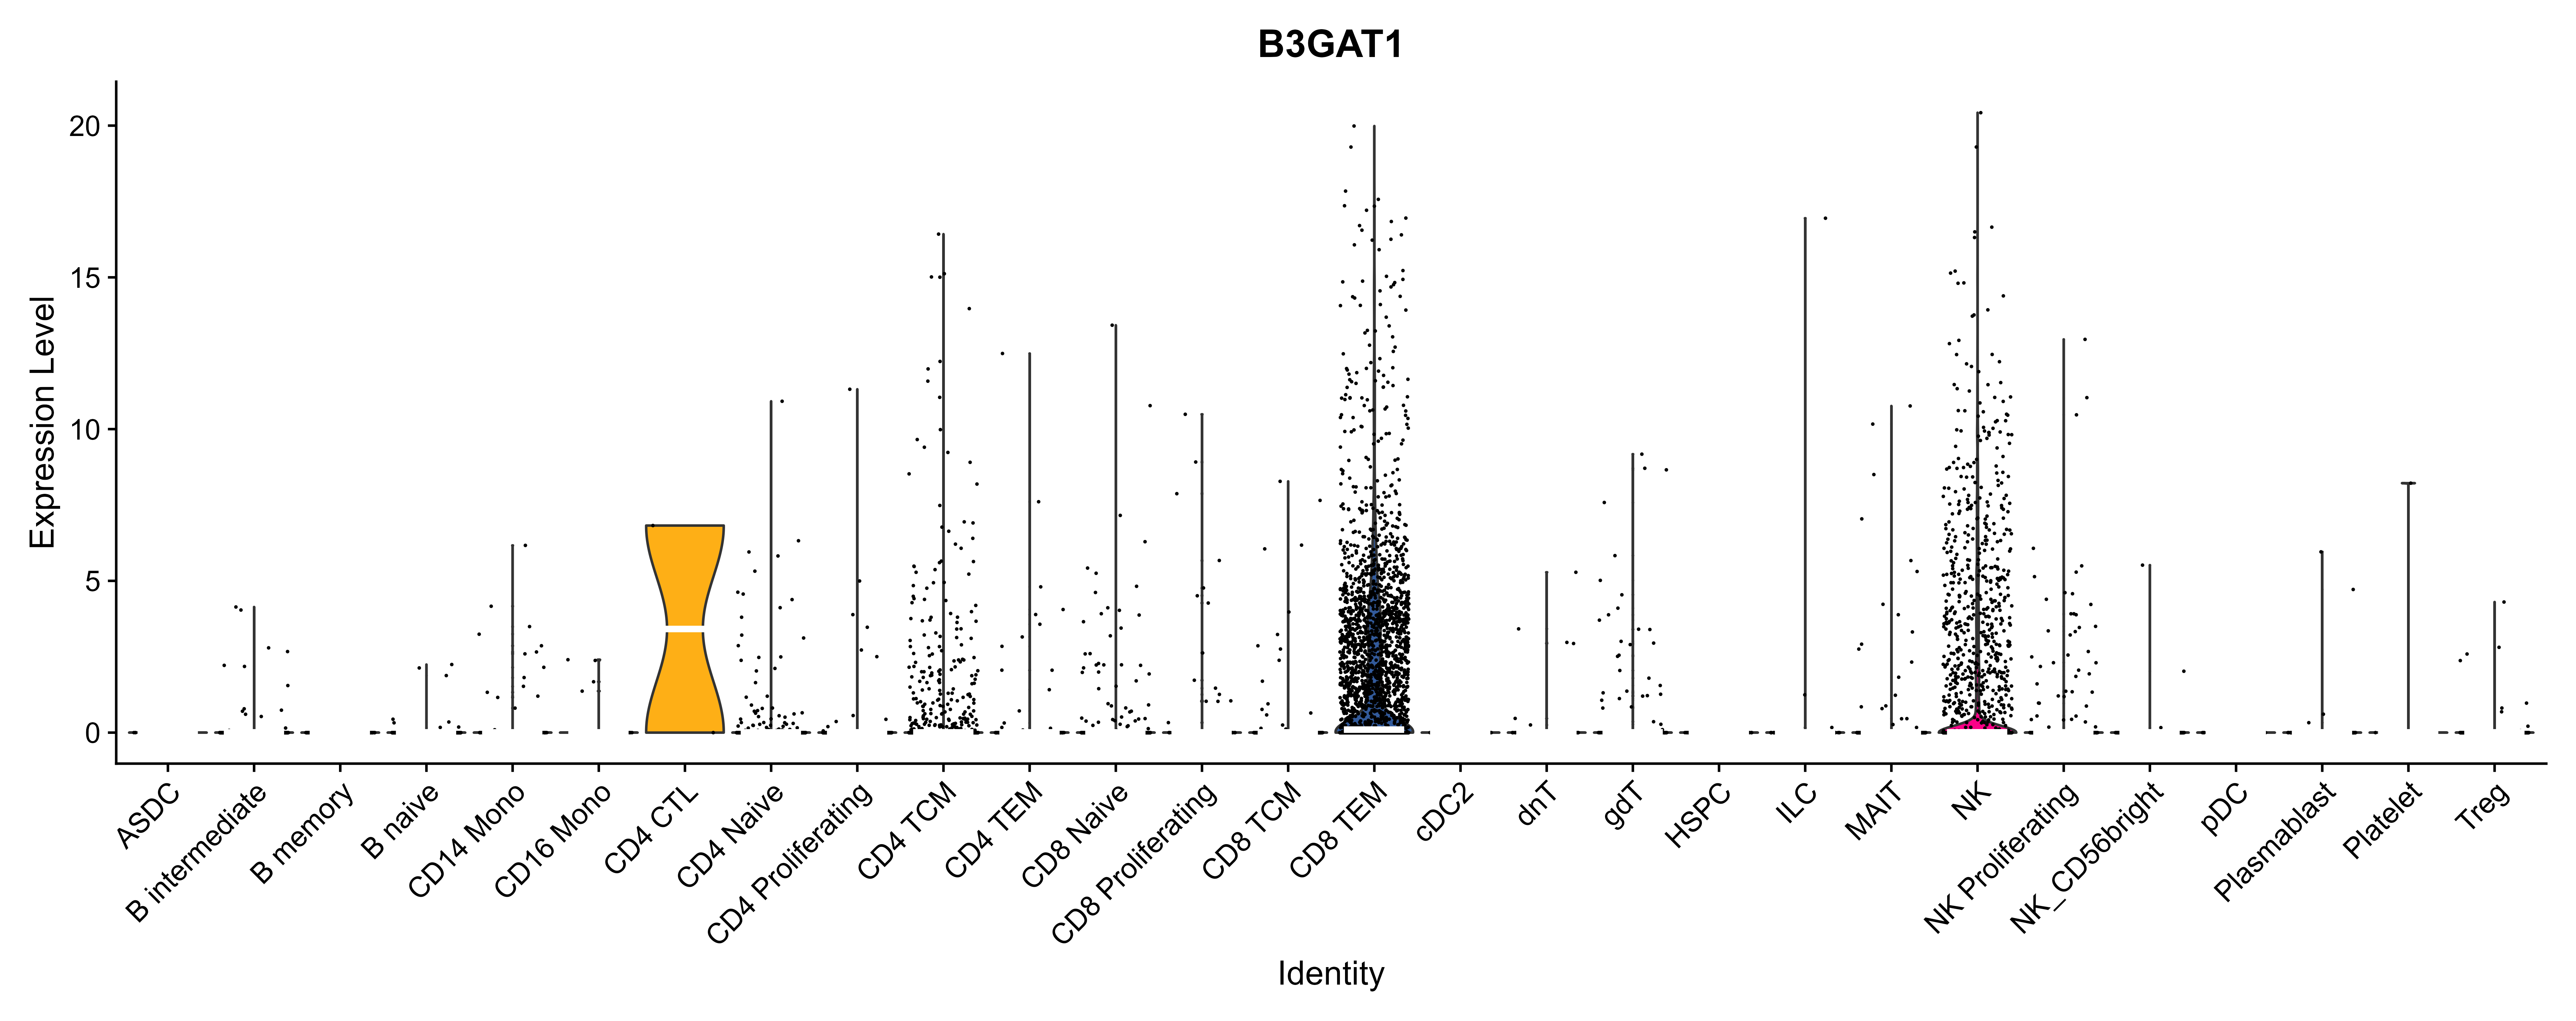 B3GAT1
Expression Level
20
15
10
5
0
ASDC
B intermediate
B memory
B naive
CD14 Mono
CD16 Mono
CD4 CTL
CD4 Naive
CD4 Proliferating
CD4 TCM
CD4 TEM
CD8 Naive
CD8 Proliferating
CD8 TCM
CD8 TEM
cDC2
dnT
gdT
HSPC
ILC
MAIT
NK
NK Proliferating
NK_CD56bright
pDC
Plasmablast
Platelet
Treg
Identity